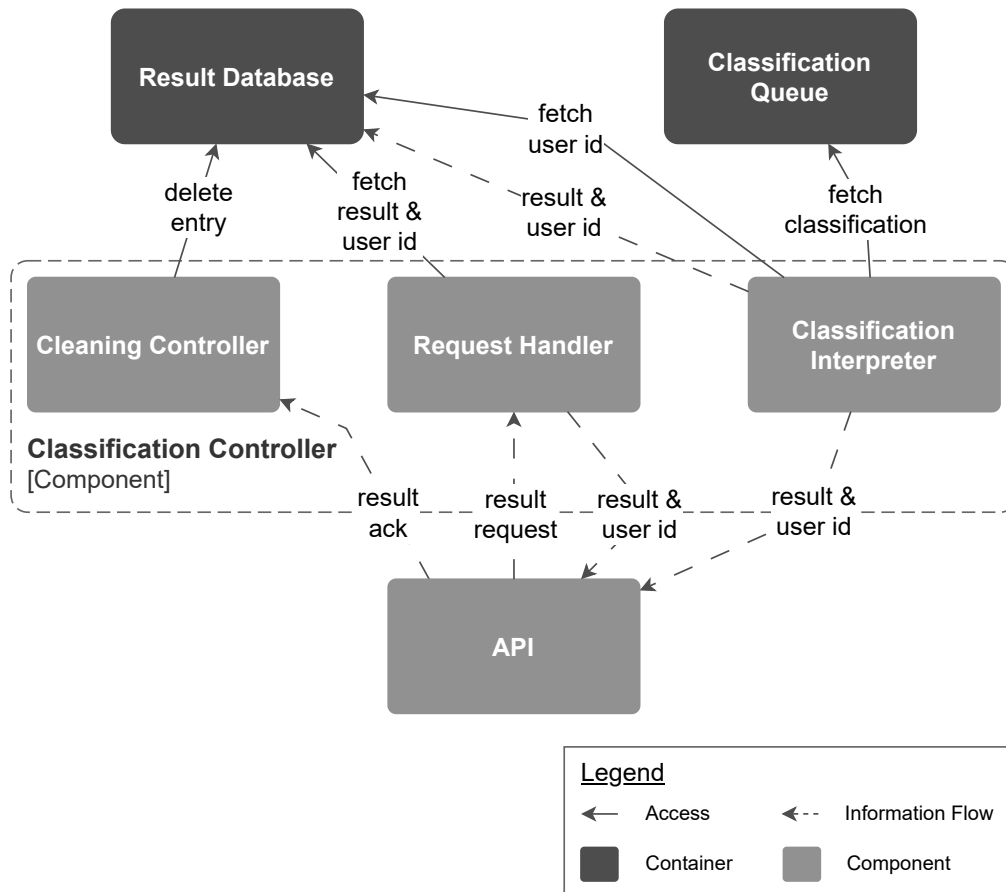 Result Database
Classification
Queue
fetch
user id
delete
entry
fetch
result &
user id
result &
user id
fetch
classification
Cleaning Controller
Request Handler
Classification
Interpreter
Classification Controller
[Component]
result
ack
result
request
result &
user id
result &
user id
API
Legend
Access
Information Flow
Container
Component